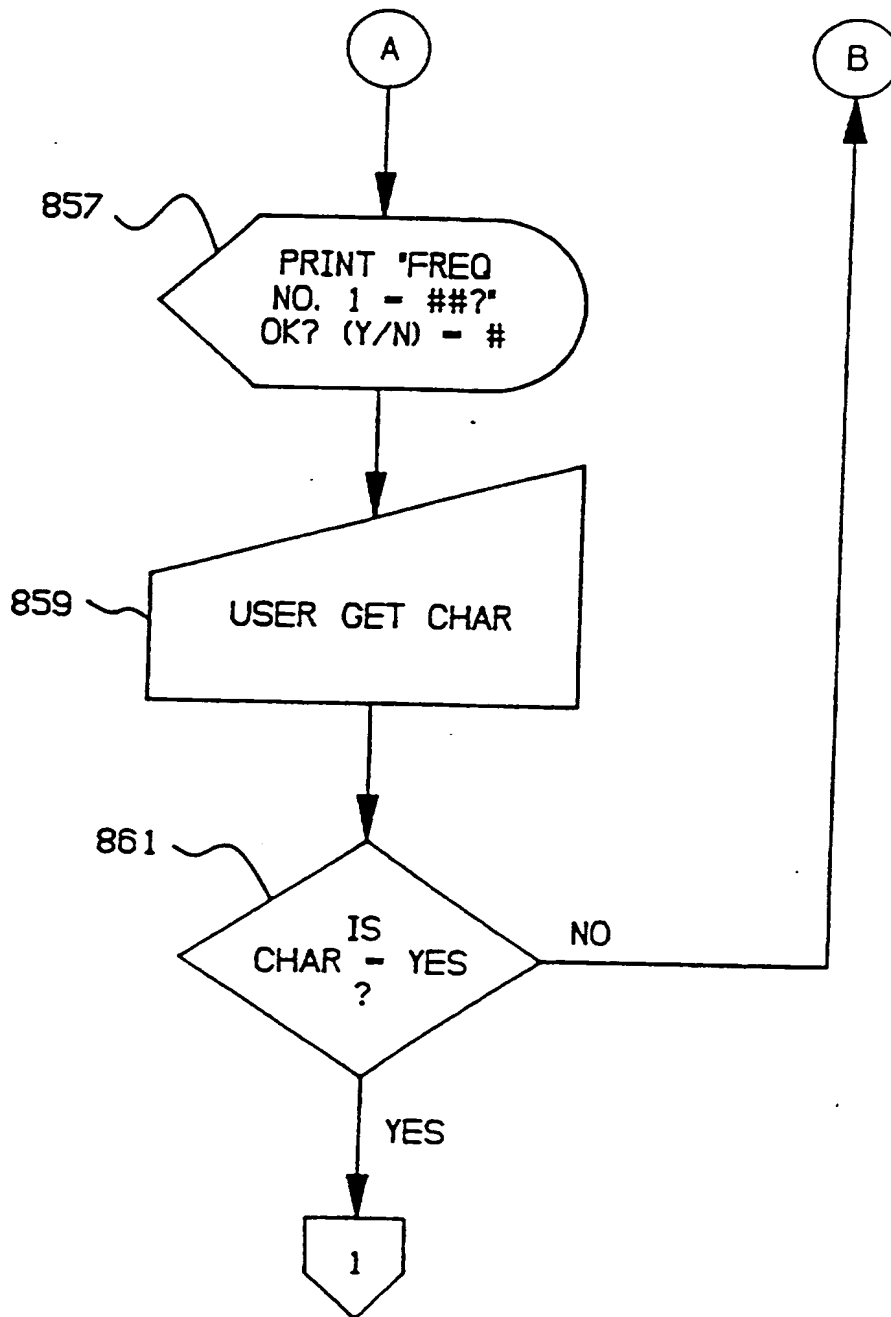 A
B
857
PRINT "FREQ
NO. 1 - ##?"
OK? (Y/N) - #
859
USER GET CHAR
861
IS
CHAR - YES
?
NO
YES
1